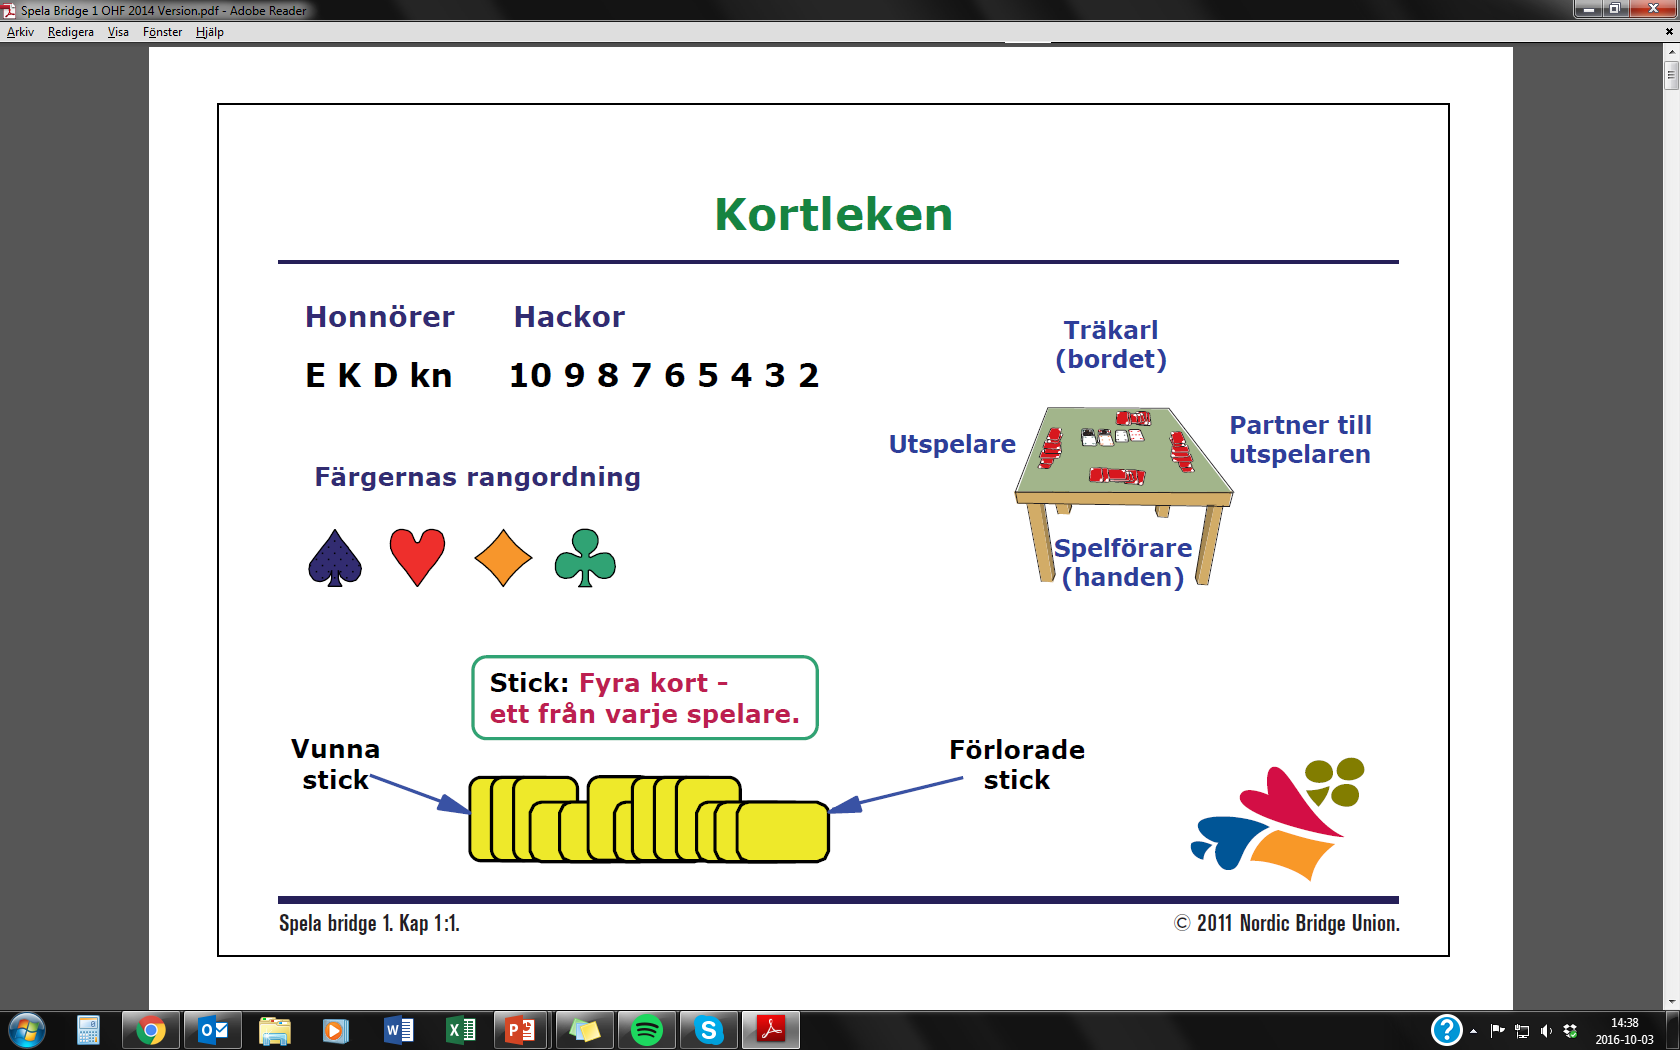 Spela Bridge 1 OHF 2014 Version.pdf - Adobe Reader
Arkiv Redigera Visa Fönster Hjälp
Kortleken
Honnörer Hackor
E K D kn 10 9 8 7 6 5 4 3 2
Färgernas rangordning
Träkarl
(bordet)
Utspelare
Partner till
utspelaren
Spelförare
(handen)
Stick: Fyra kort -
ett från varje spelare.
Vunna
stick
Förlorade
stick
Spela bridge 1. Kap 1:1.
© 2011 Nordic Bridge Union.
14:38
2016-10-03